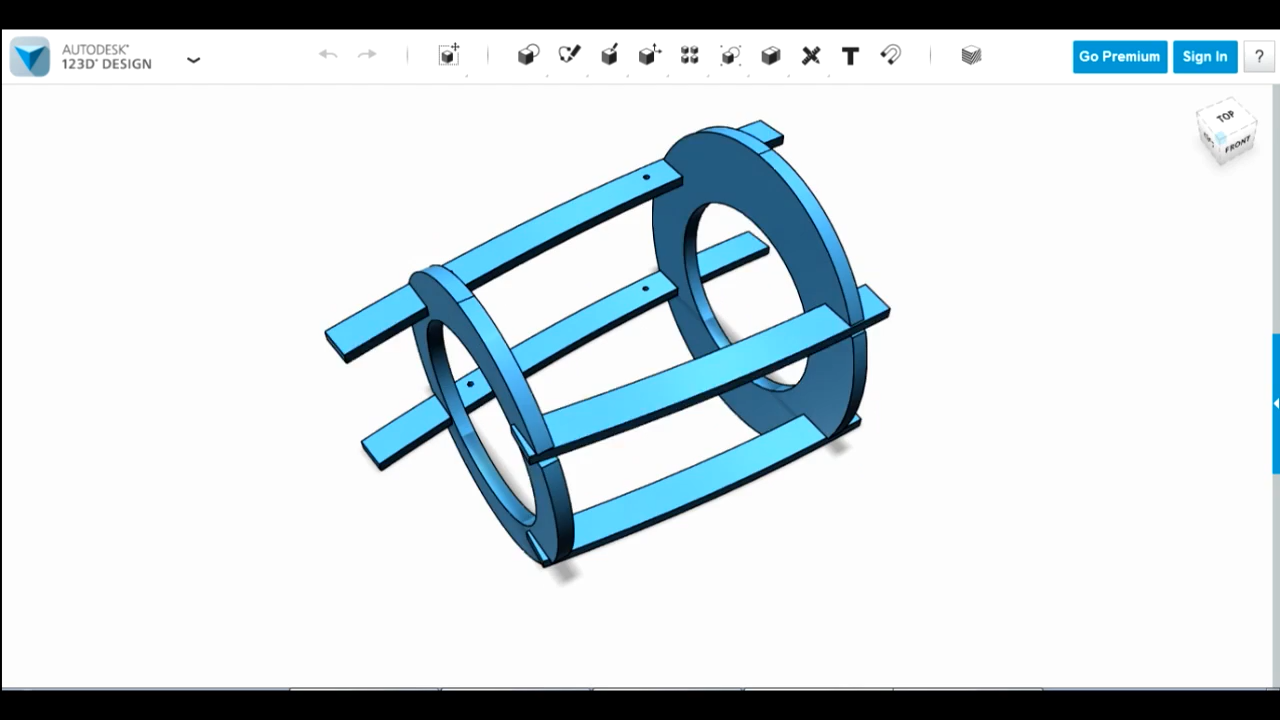 AUTODESK®
123D® DESIGN
T
Go Premium
Sign In
?
TOP
FRONT